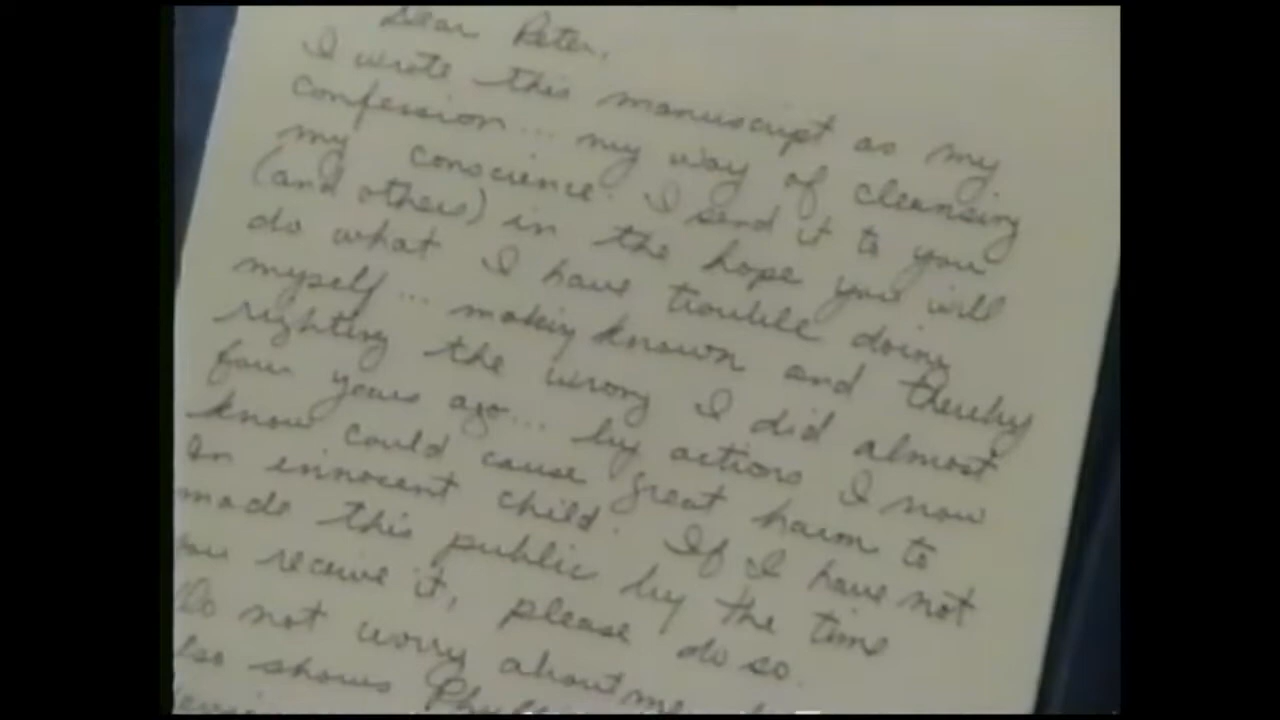 Dear Peter,
I wrote this manuscript as my
confession... my way of cleansing
my conscience. I send it to you
(and others) in the hope you will
do what I have trouble doing
myself... making known and thereby
righting the wrong I did almost
four years ago... by actions I now
know could cause great harm to
an innocent child. If I have not
made this public by the time
you receive it, please do so.
Do not worry about me
also shows